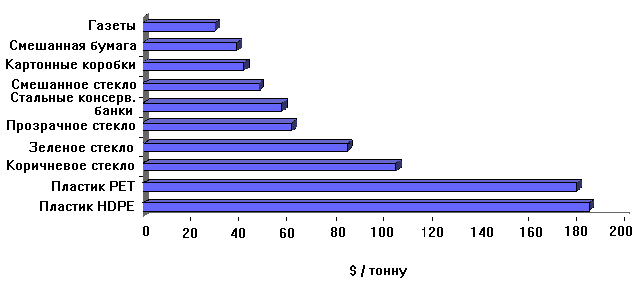 Газеты
Смешанная бумага
Картонные коробки
Смешанное стекло
Стальные консерв.
банки
Прозрачное стекло
Зеленое стекло
Коричневое стекло
Пластик PET
Пластик HDPE
0 20 40 60 80 100 120 140 160 180 200
$ / тонну